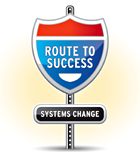 ROUTE TO
SUCCESS
SYSTEMS CHANGE